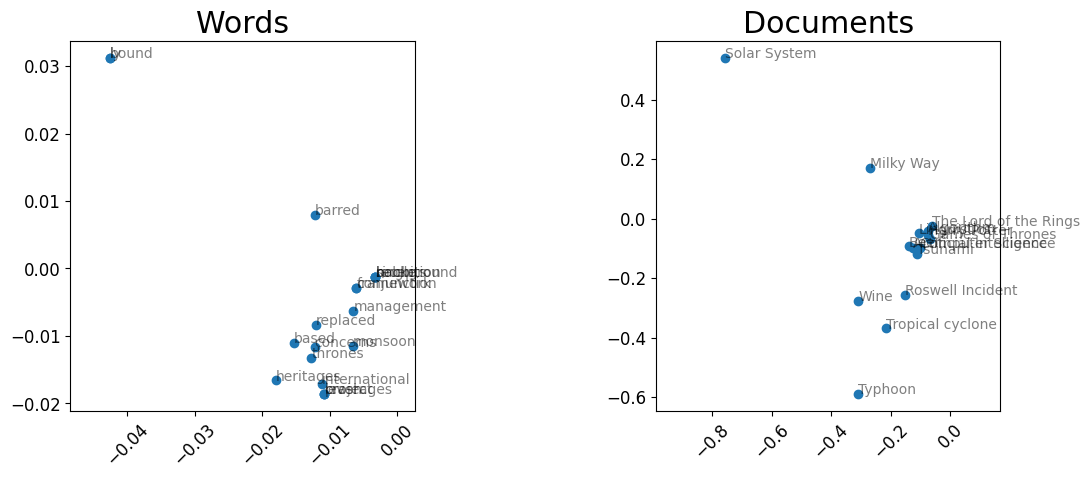 Words
Documents
0.03
0.02
0.01
0.00
−0.01
−0.02
−0.04
−0.03
−0.02
−0.01
0.00
bound
barred
framework
management
replaced
based
concerns
monsoon
thrones
heritages
international
0.4
0.2
0.0
−0.2
−0.4
−0.6
−0.8
−0.6
−0.4
−0.2
0.0
Solar System
Milky Way
The Lord of the Rings
Tsunami
Wine
Roswell Incident
Tropical cyclone
Typhoon